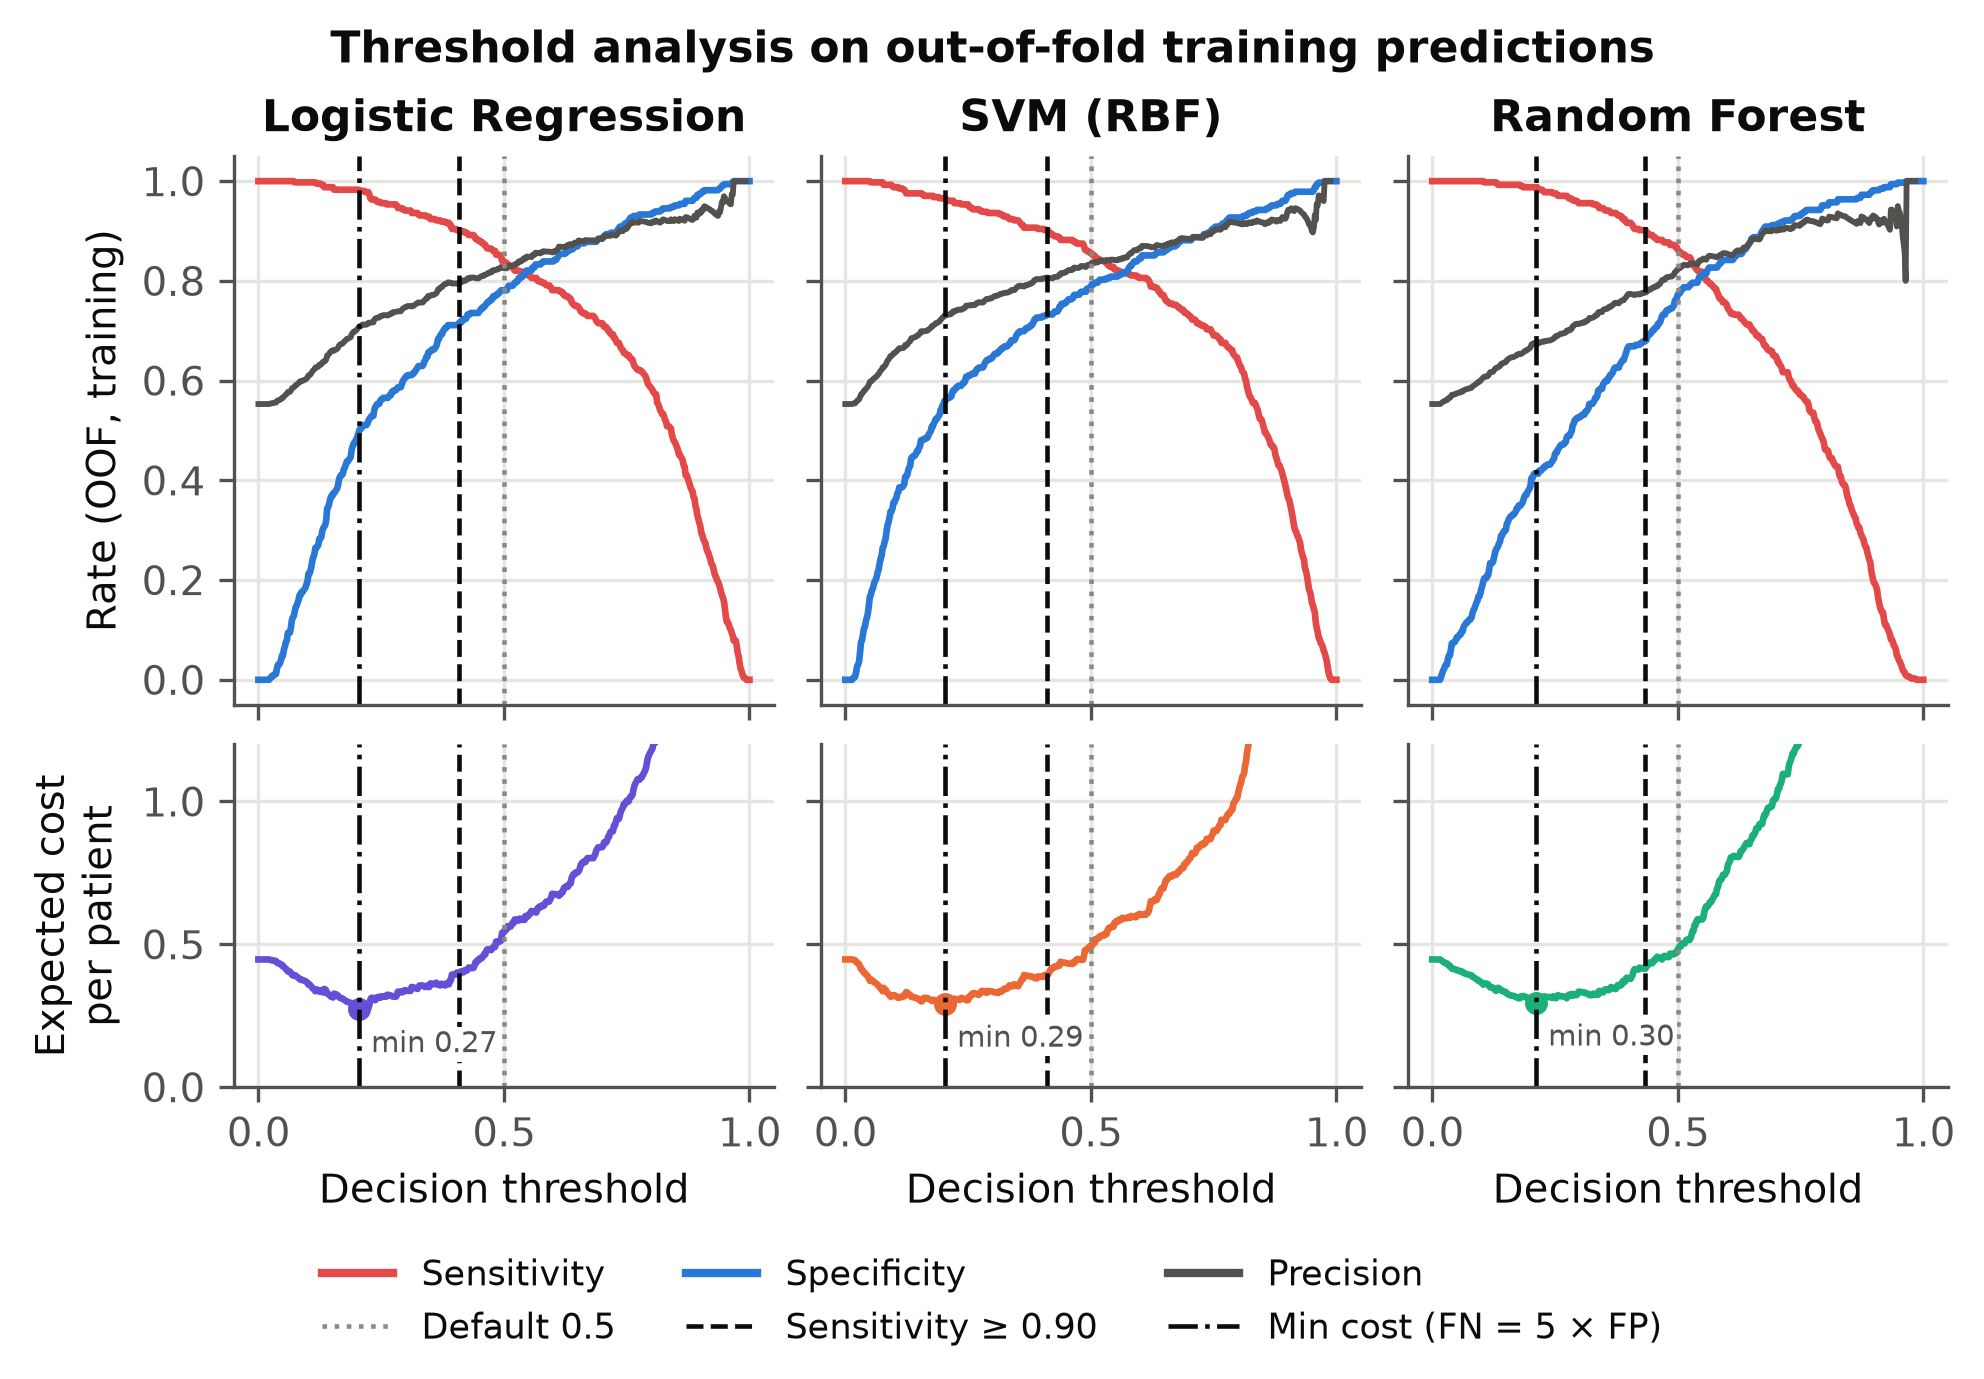 Threshold analysis on out-of-fold training predictions
Logistic Regression
SVM (RBF)
Random Forest
Rate (OOF, training)
1.0
0.8
0.6
0.4
0.2
0.0
Expected cost
per patient
1.0
0.5
0.0
min 0.27
min 0.29
min 0.30
0.0 0.5 1.0
0.0 0.5 1.0
0.0 0.5 1.0
Decision threshold
Decision threshold
Decision threshold
Sensitivity
Specificity
Precision
Default 0.5
Sensitivity ≥ 0.90
Min cost (FN = 5 × FP)